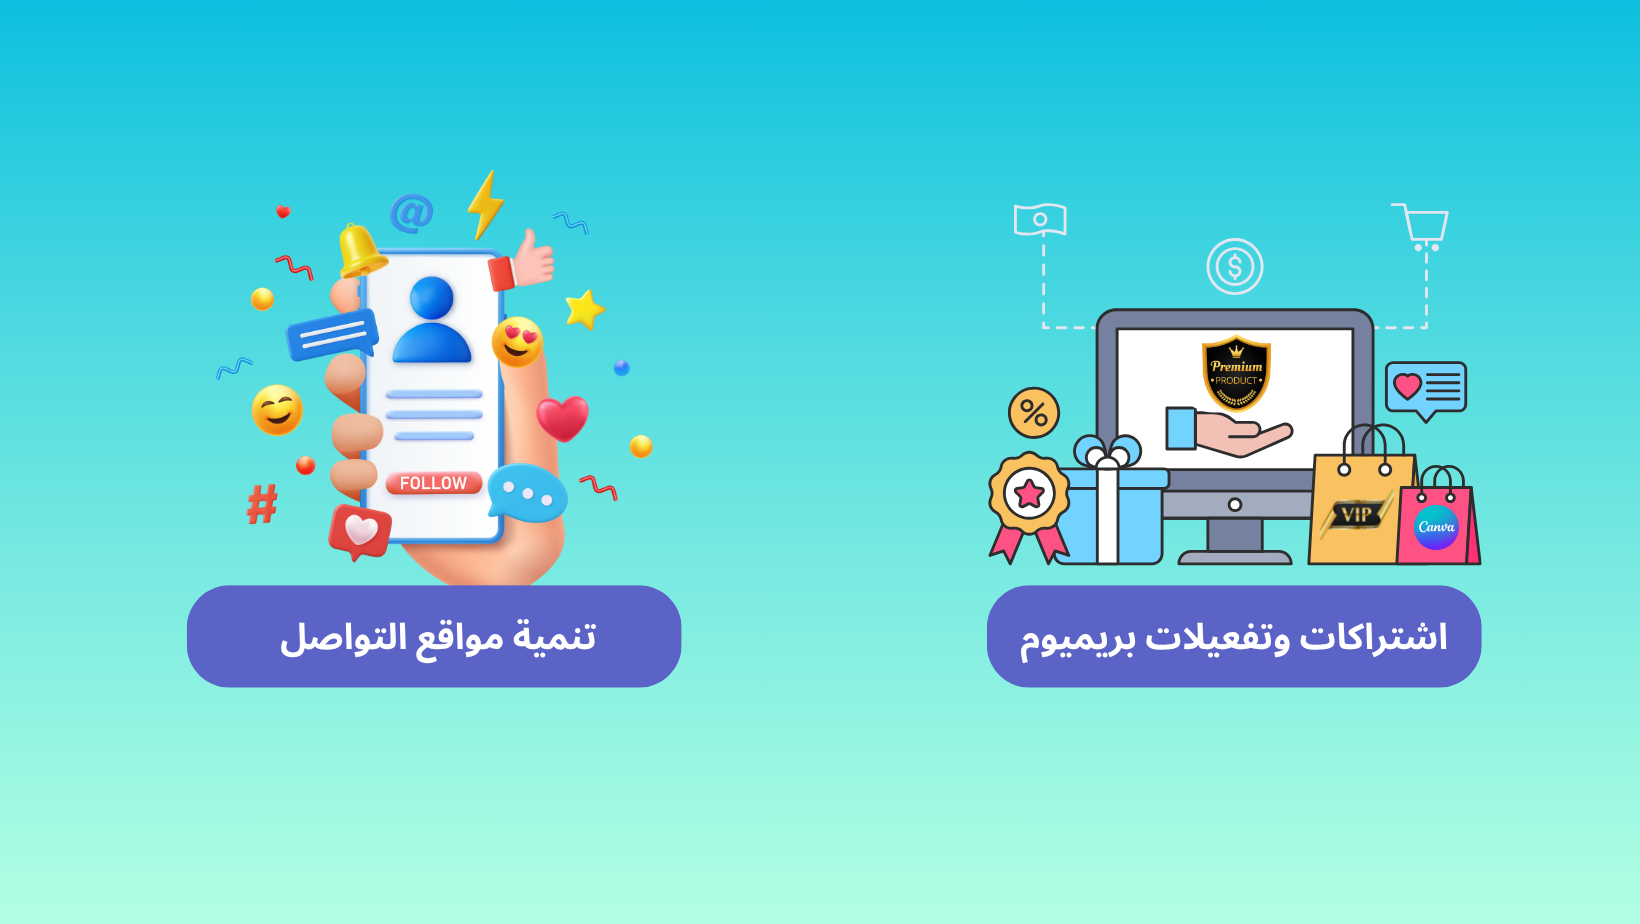 اشتراكات وتفعيلات بريميوم
تنمية مواقع التواصل
Premium
PRODUCT
VIP
Canva
FOLLOW
@
#
%
$